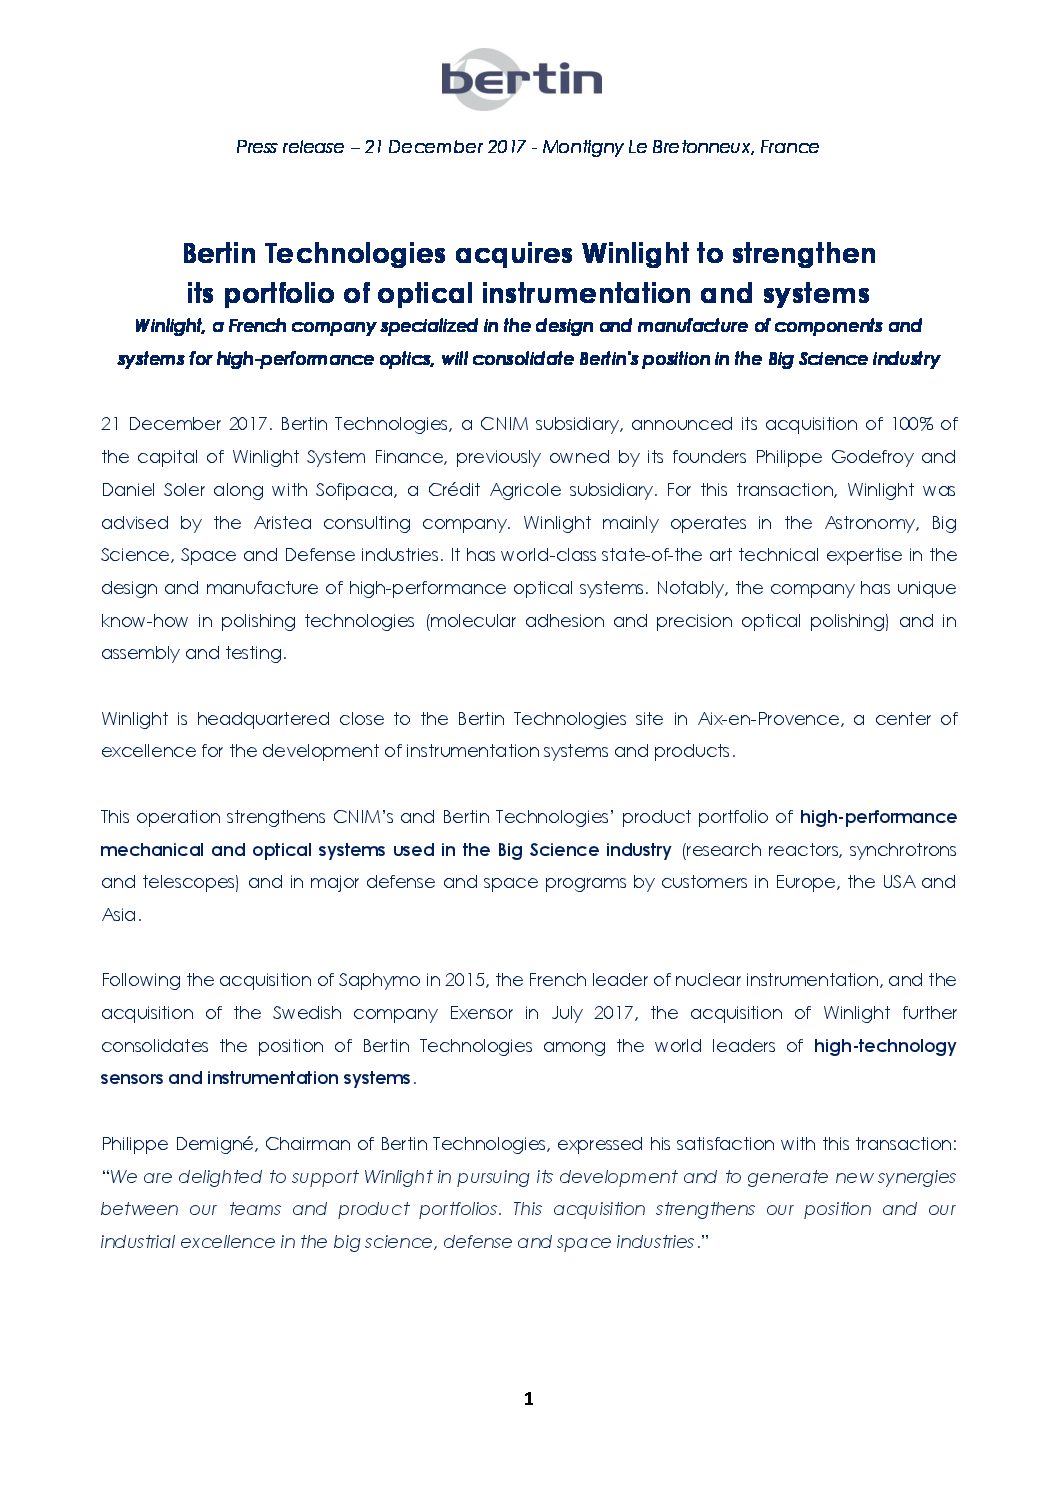 bertin
Press release – 21 December 2017 - Montigny Le Bretonneux, France
Bertin Technologies acquires Winlight to strengthen
its portfolio of optical instrumentation and systems
Winlight, a French company specialized in the design and manufacture of components and
systems for high-performance optics, will consolidate Bertin's position in the Big Science industry
21 December 2017. Bertin Technologies, a CNIM subsidiary, announced its acquisition of 100% of
the capital of Winlight System Finance, previously owned by its founders Philippe Godefroy and
Daniel Soler along with Sofipaca, a Crédit Agricole subsidiary. For this transaction, Winlight was
advised by the Aristea consulting company. Winlight mainly operates in the Astronomy, Big
Science, Space and Defense industries. It has world-class state-of-the art technical expertise in the
design and manufacture of high-performance optical systems. Notably, the company has unique
know-how in polishing technologies (molecular adhesion and precision optical polishing) and in
assembly and testing.
Winlight is headquartered close to the Bertin Technologies site in Aix-en-Provence, a center of
excellence for the development of instrumentation systems and products.
This operation strengthens CNIM’s and Bertin Technologies’ product portfolio of high-performance
mechanical and optical systems used in the Big Science industry (research reactors, synchrotrons
and telescopes) and in major defense and space programs by customers in Europe, the USA and
Asia.
Following the acquisition of Saphymo in 2015, the French leader of nuclear instrumentation, and the
acquisition of the Swedish company Exensor in July 2017, the acquisition of Winlight further
consolidates the position of Bertin Technologies among the world leaders of high-technology
sensors and instrumentation systems.
Philippe Demigné, Chairman of Bertin Technologies, expressed his satisfaction with this transaction:
“We are delighted to support Winlight in pursuing its development and to generate new synergies
between our teams and product portfolios. This acquisition strengthens our position and our
industrial excellence in the big science, defense and space industries.”
1